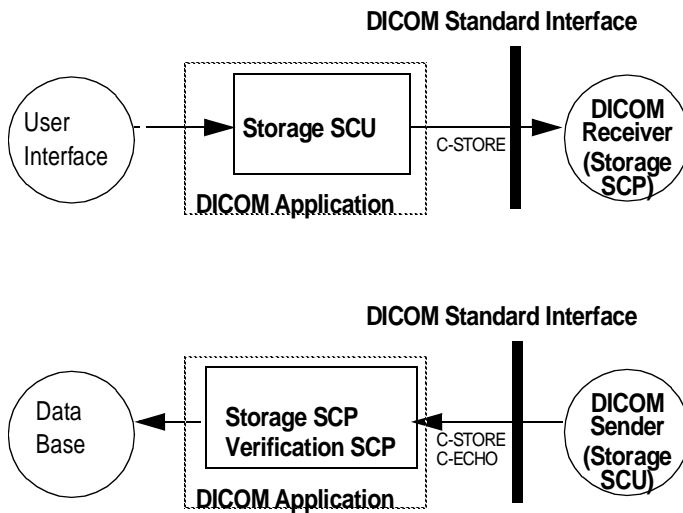 DICOM Standard Interface
User
Interface
Storage SCU
C-STORE
DICOM
Receiver
(Storage
SCP)
DICOM Application
DICOM Standard Interface
Data
Base
Storage SCP
Verification SCP
C-STORE
C-ECHO
DICOM
Sender
(Storage
SCU)
DICOM Application